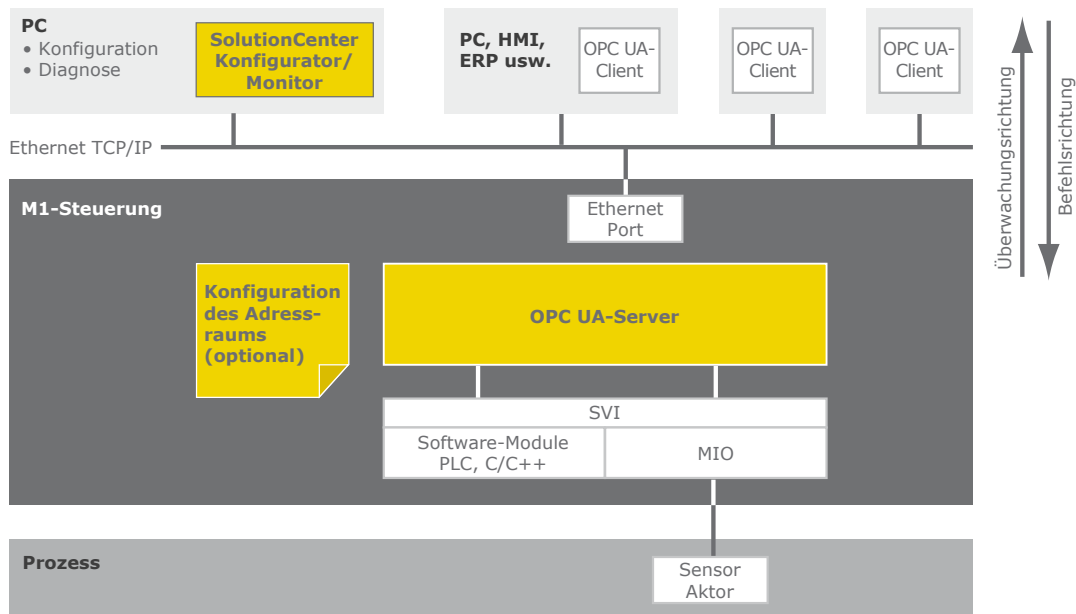 PC
• Konfiguration
• Diagnose
SolutionCenter
Konfigurator/
Monitor
PC, HMI,
ERP usw.
OPC UA-
Client
OPC UA-
Client
OPC UA-
Client
Überwachungsrichtung
Befehlsrichtung
Ethernet TCP/IP
M1-Steuerung
Ethernet
Port
Konfiguration
des Adress-
raums
(optional)
OPC UA-Server
SVI
Software-Module
PLC, C/C++
MIO
Prozess
Sensor
Aktor